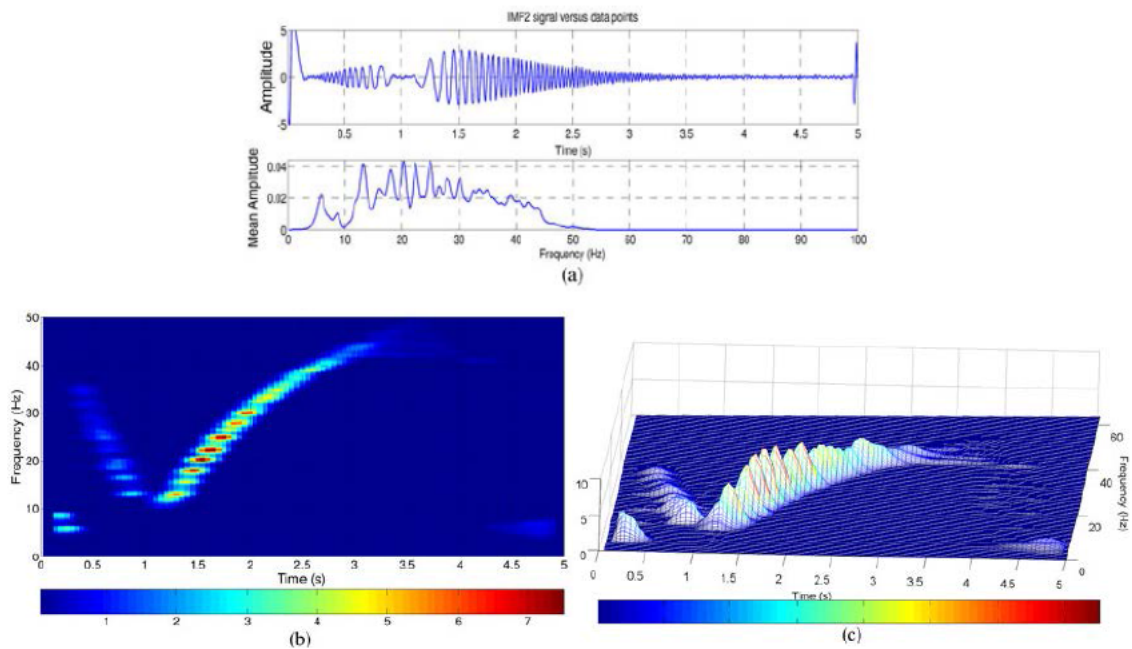 IMF2 signal versus data points
Amplitude
5
0
-5
0.5 1 1.5 2 2.5 3 3.5 4 4.5 5
Time (s)
Mean Amplitude
0.04
0.02
0
0 10 20 30 40 50 60 70 80 90 100
Frequency (Hz)
(a)
Frequency (Hz)
50
40
30
20
10
0
0 0.5 1 1.5 2 2.5 3 3.5 4 4.5 5
Time (s)
1 2 3 4 5 6 7
(b)
10
5
0
0 0.5 1 1.5 2 2.5 3 3.5 4 4.5 5
Time (s)
60
40
20
0
Frequency (Hz)
(c)